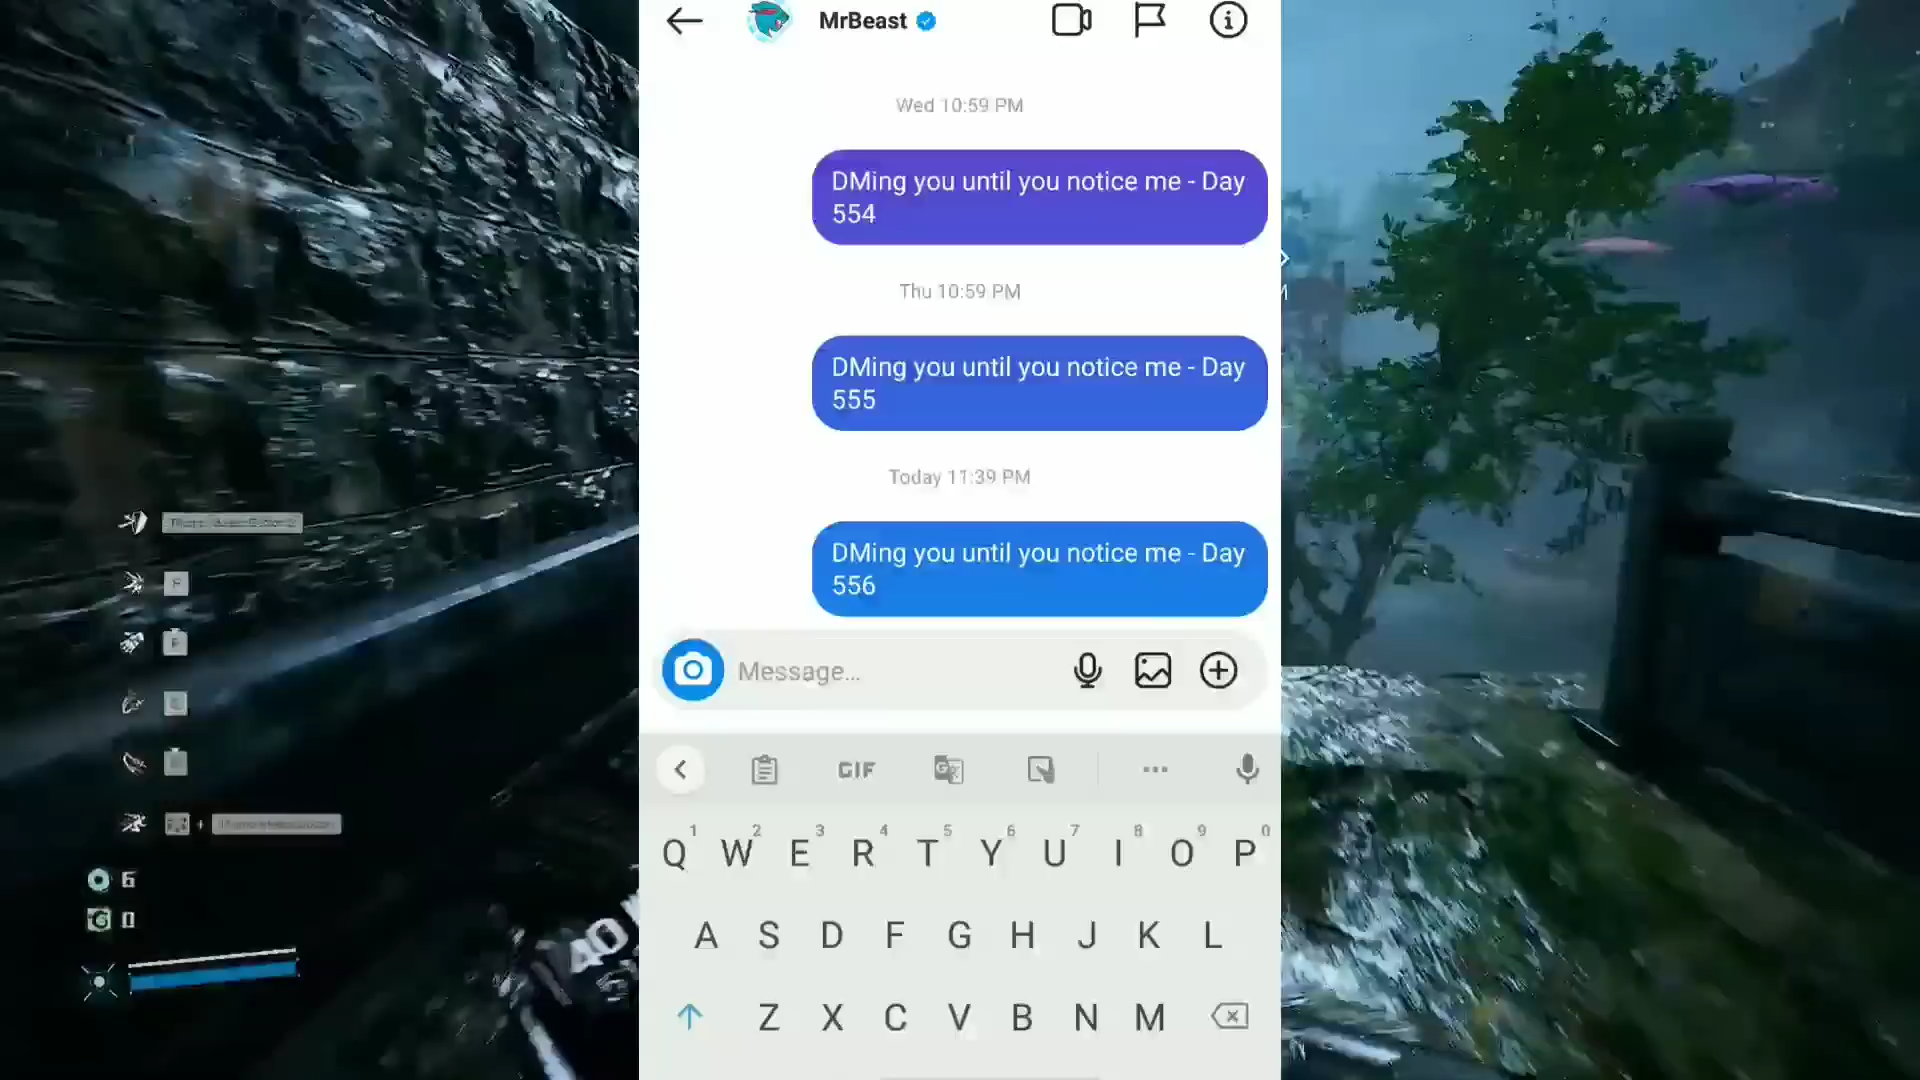 MrBeast
Wed 10:59 PM
DMing you until you notice me - Day
554
Thu 10:59 PM
DMing you until you notice me - Day
555
Today 11:39 PM
DMing you until you notice me - Day
556
Message...
GIF
1 2 3 4 5 6 7 8 9 0
Q W E R T Y U I O P
A S D F G H J K L
Z X C V B N M
6
0